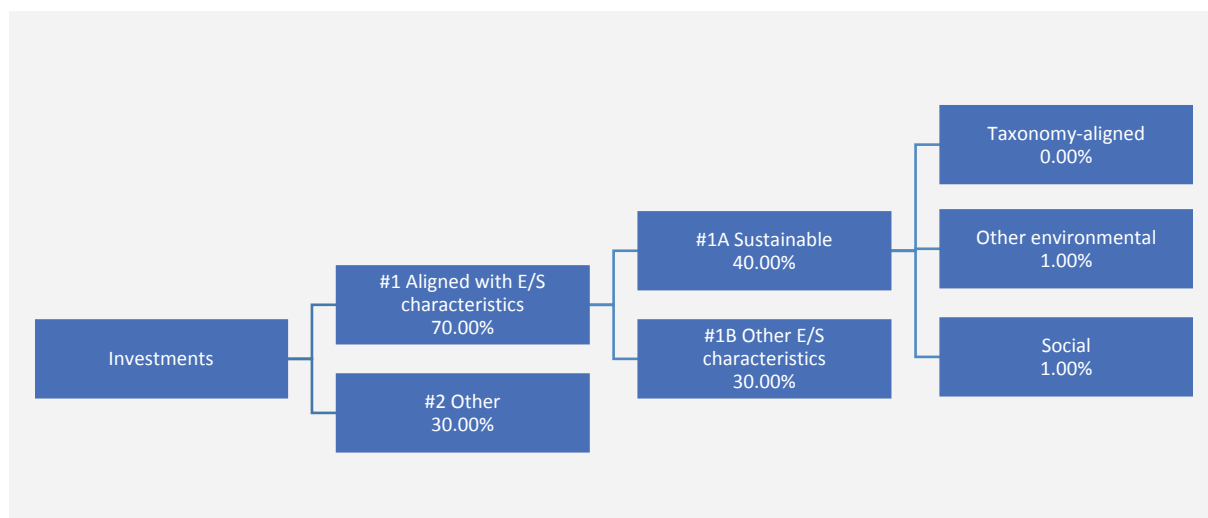 Investments
#1 Aligned with E/S
characteristics
70.00%
#2 Other
30.00%
#1A Sustainable
40.00%
#1B Other E/S
characteristics
30.00%
Taxonomy-aligned
0.00%
Other environmental
1.00%
Social
1.00%